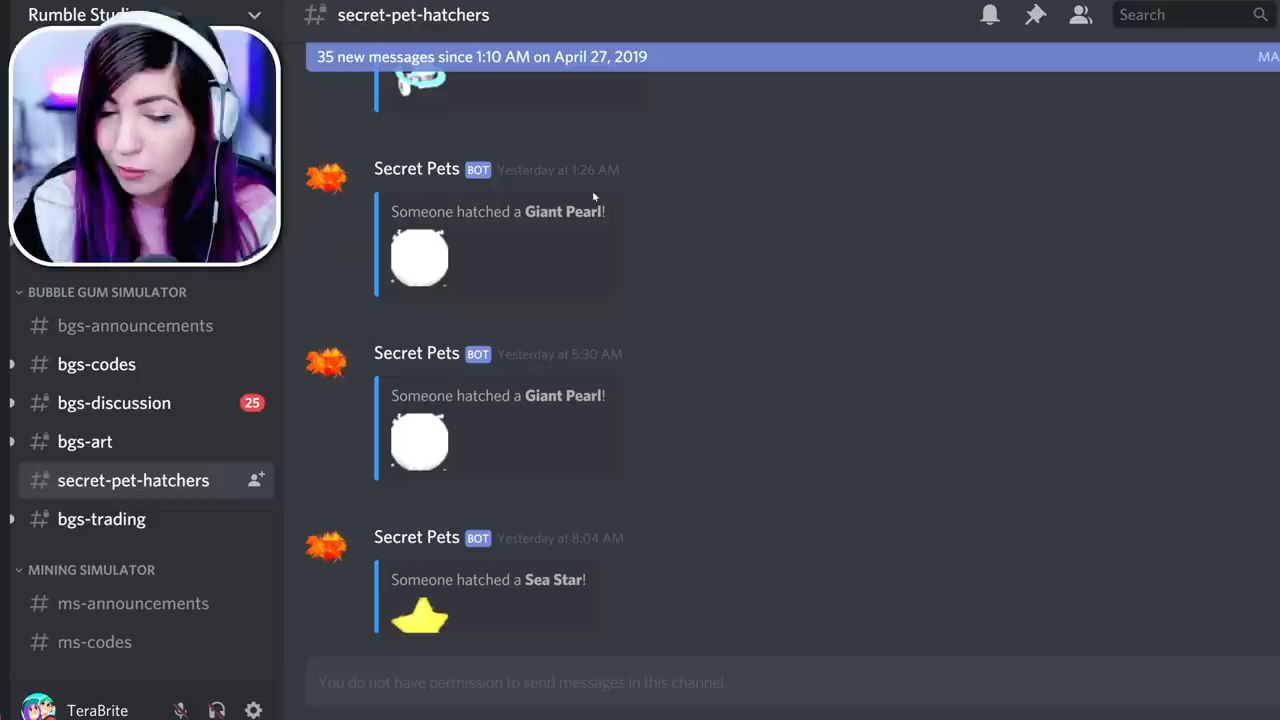 Rumble Studios
secret-pet-hatchers
Search
35 new messages since 1:10 AM on April 27, 2019
MA
Secret Pets BOT Yesterday at 1:26 AM
Someone hatched a Giant Pearl!
Secret Pets BOT Yesterday at 5:30 AM
Someone hatched a Giant Pearl!
Secret Pets BOT Yesterday at 8:04 AM
Someone hatched a Sea Star!
You do not have permission to send messages in this channel.
BUBBLE GUM SIMULATOR
# bgs-announcements
# bgs-codes
# bgs-discussion 25
# bgs-art
# secret-pet-hatchers
# bgs-trading
MINING SIMULATOR
# ms-announcements
# ms-codes
TeraBrite